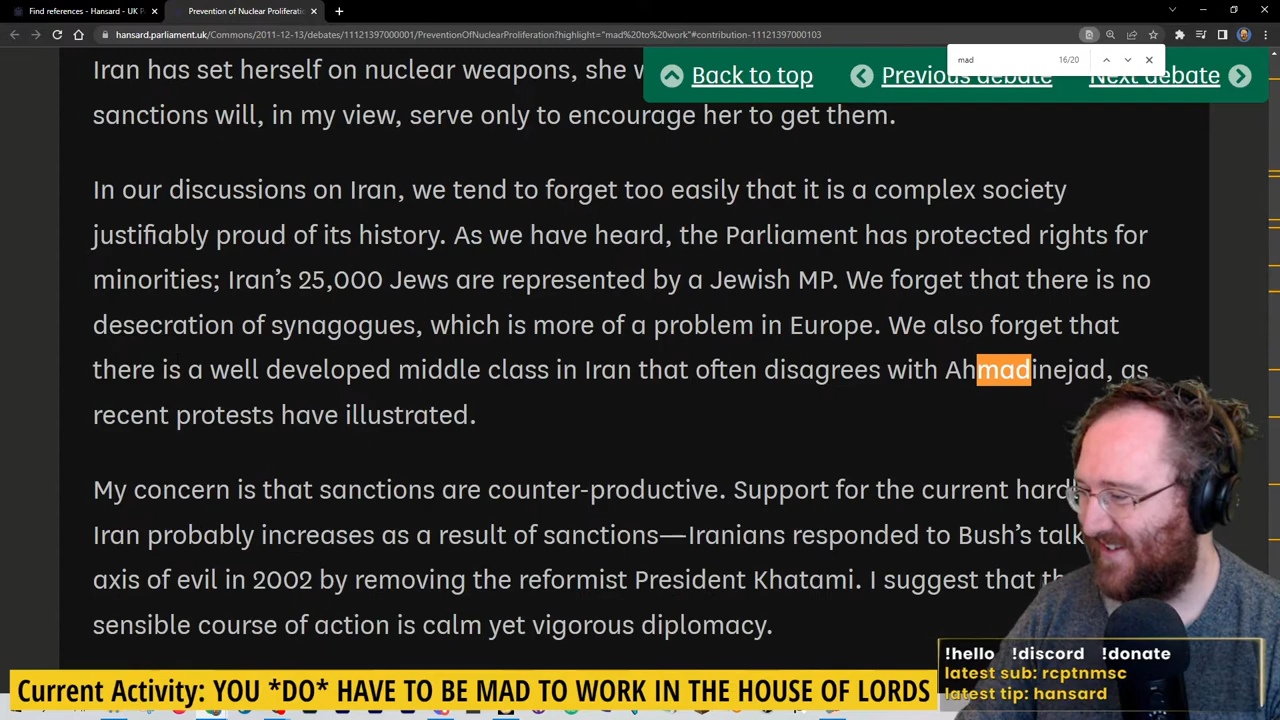 Find references - Hansard - UK P
Prevention of Nuclear Proliferatio
hansard.parliament.uk/Commons/2011-12-13/debates/11121397000001/PreventionOfNuclearProliferation?highlight="mad%20to%20work"#contribution-11121397000103
mad 16/20
Back to top Previous debate Next debate
Iran has set herself on nuclear weapons, she w
sanctions will, in my view, serve only to encourage her to get them.
In our discussions on Iran, we tend to forget too easily that it is a complex society
justifiably proud of its history. As we have heard, the Parliament has protected rights for
minorities; Iran’s 25,000 Jews are represented by a Jewish MP. We forget that there is no
desecration of synagogues, which is more of a problem in Europe. We also forget that
there is a well developed middle class in Iran that often disagrees with Ahmadinejad, as
recent protests have illustrated.
My concern is that sanctions are counter-productive. Support for the current hard
Iran probably increases as a result of sanctions—Iranians responded to Bush’s talk
axis of evil in 2002 by removing the reformist President Khatami. I suggest that th
sensible course of action is calm yet vigorous diplomacy.
!hello !discord !donate
latest sub: rcptnmsc
latest tip: hansard
Current Activity: YOU *DO* HAVE TO BE MAD TO WORK IN THE HOUSE OF LORDS